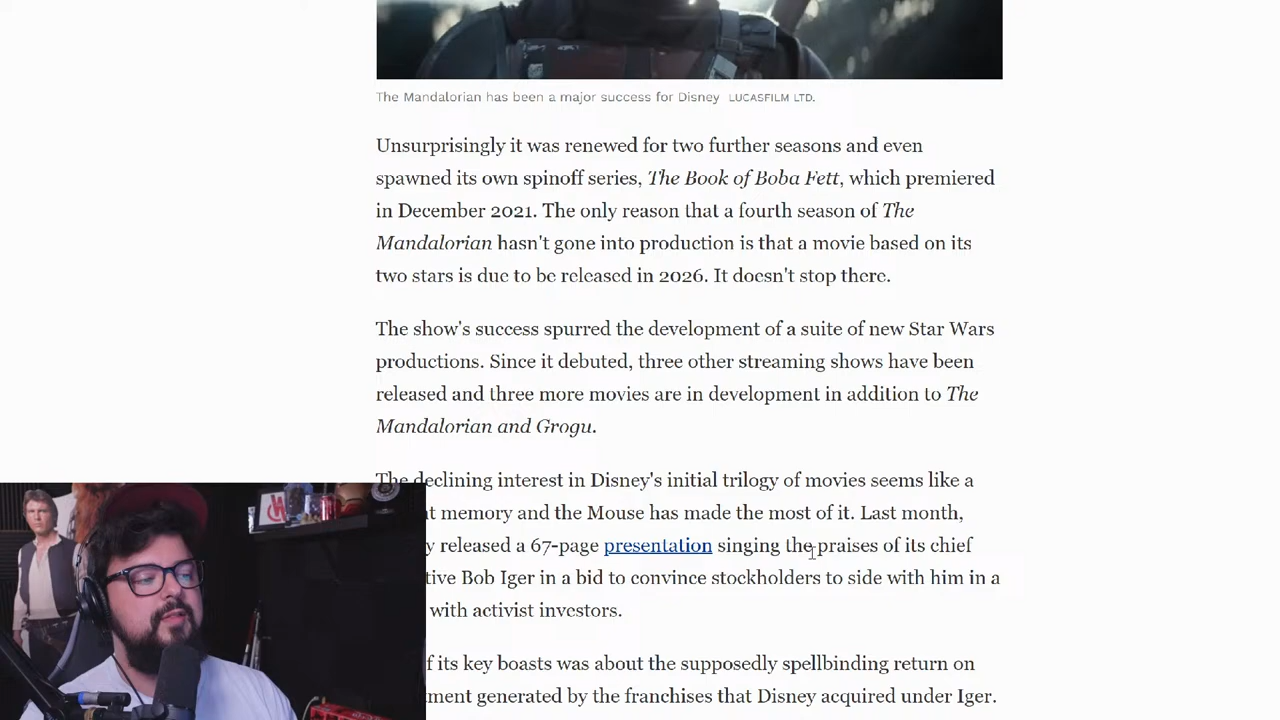 The Mandalorian has been a major success for Disney LUCASFILM LTD.
Unsurprisingly it was renewed for two further seasons and even
spawned its own spinoff series, The Book of Boba Fett, which premiered
in December 2021. The only reason that a fourth season of The
Mandalorian hasn't gone into production is that a movie based on its
two stars is due to be released in 2026. It doesn't stop there.
The show's success spurred the development of a suite of new Star Wars
productions. Since it debuted, three other streaming shows have been
released and three more movies are in development in addition to The
Mandalorian and Grogu.
The declining interest in Disney's initial trilogy of movies seems like a
t memory and the Mouse has made the most of it. Last month,
y released a 67-page presentation singing the praises of its chief
tive Bob Iger in a bid to convince stockholders to side with him in a
with activist investors.
f its key boasts was about the supposedly spellbinding return on
ment generated by the franchises that Disney acquired under Iger.